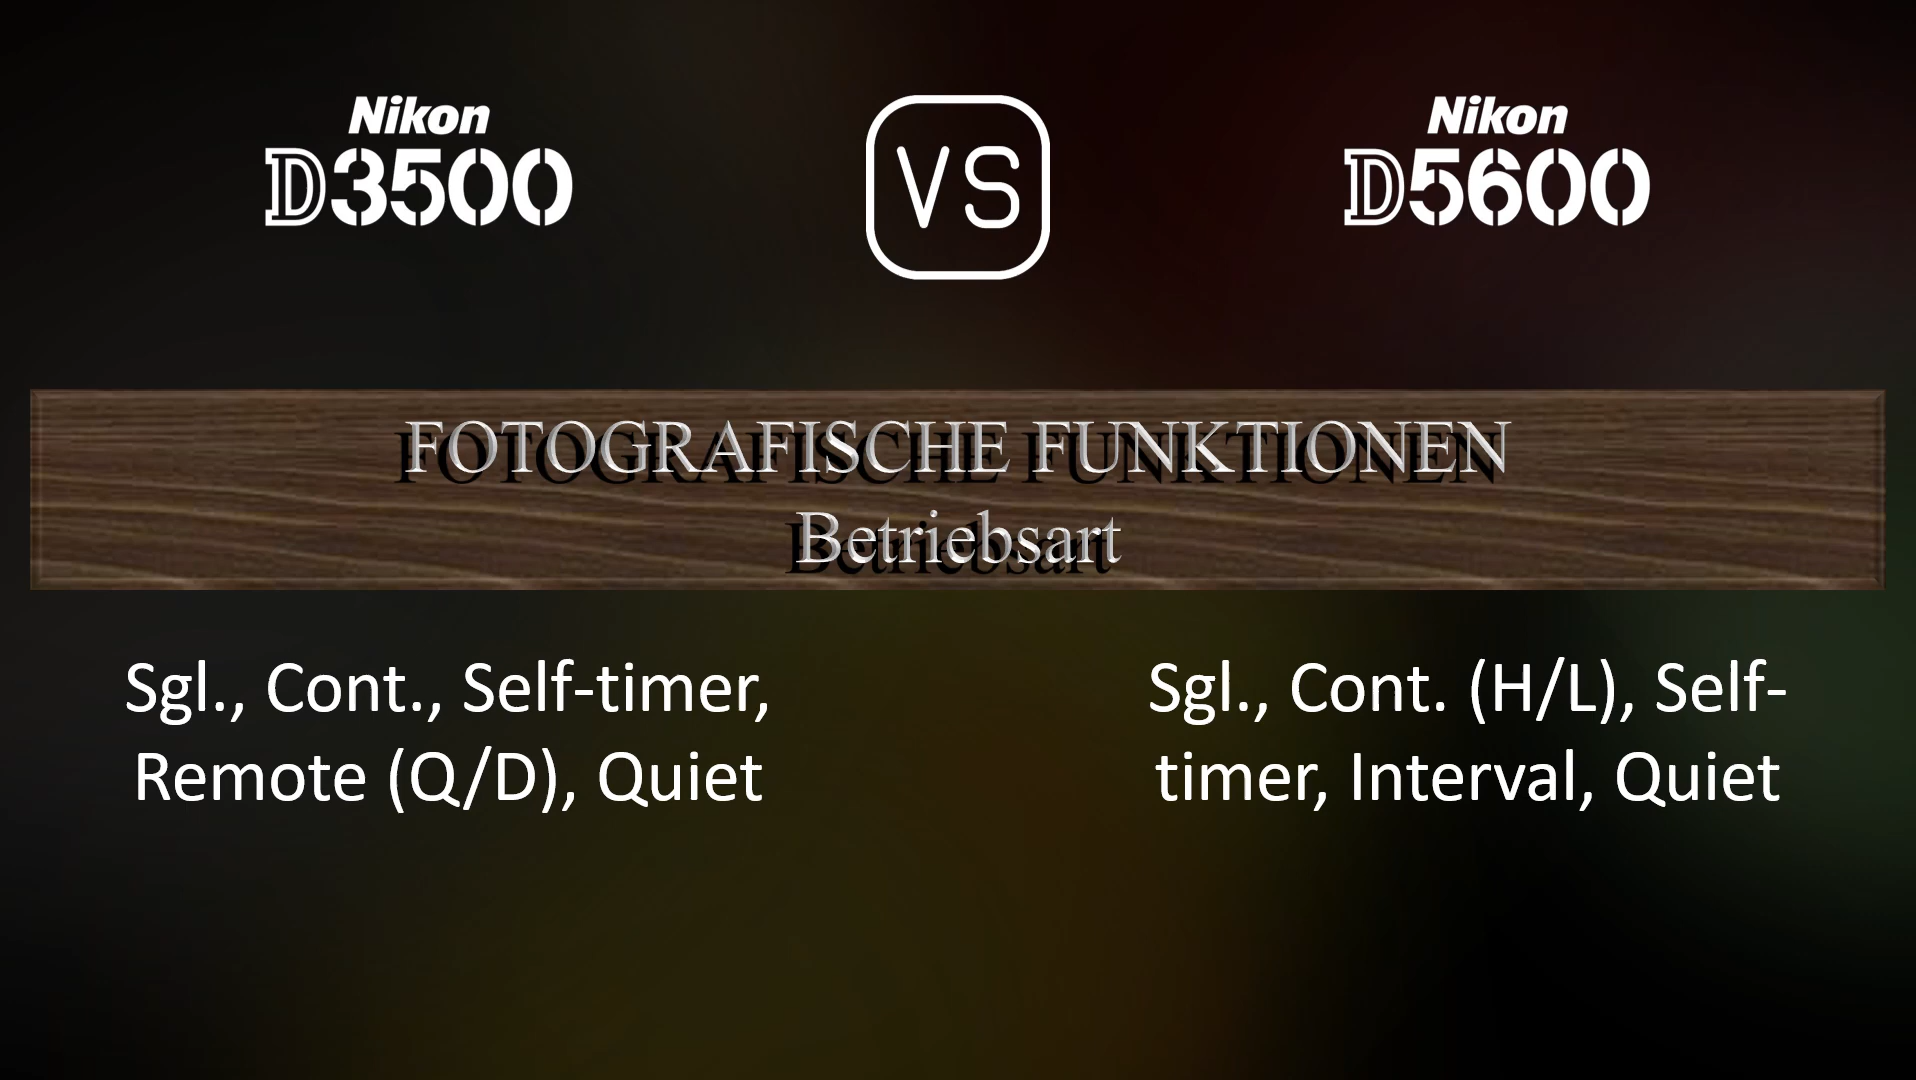 Nikon
D3500
VS
Nikon
D5600
FOTOGRAFISCHE FUNKTIONEN
Betriebsart
Sgl., Cont., Self-timer,
Remote (Q/D), Quiet
Sgl., Cont. (H/L), Self-
timer, Interval, Quiet